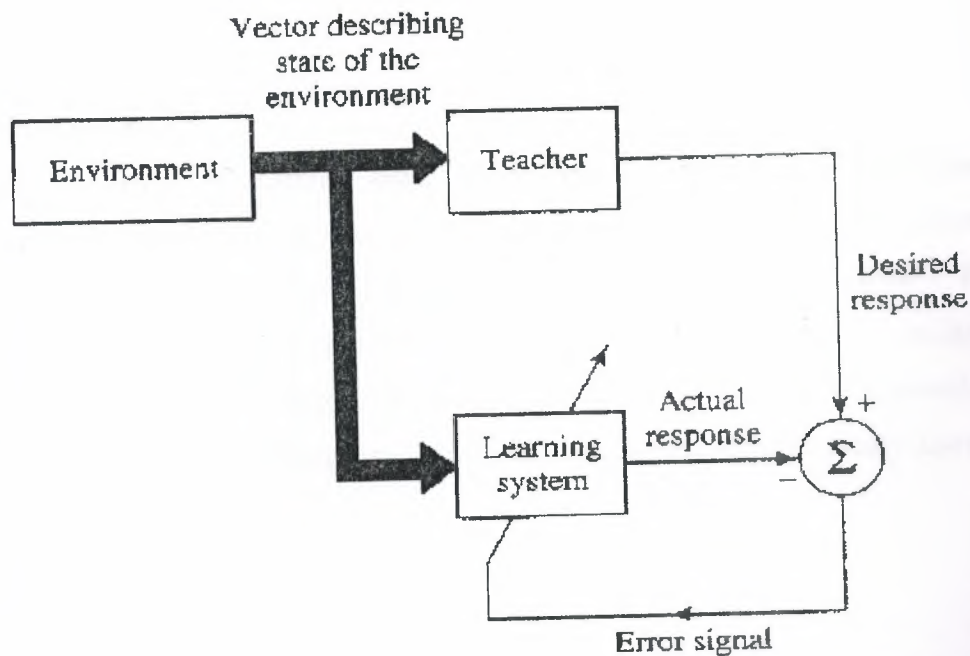 Vector describing
state of the
environment
Environment
Teacher
Desired
response
Learning
system
Actual
response
+
−
Σ
Error signal